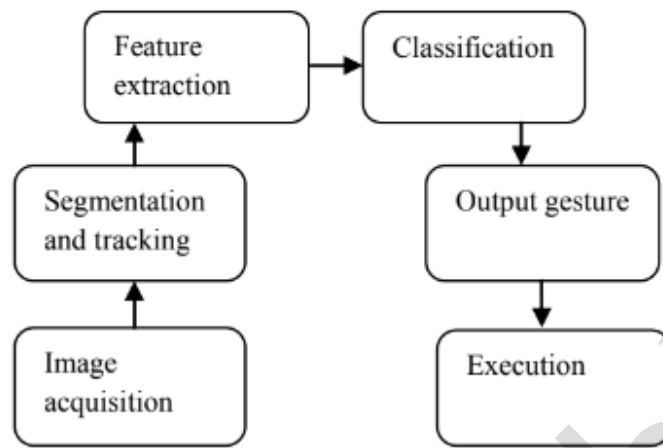 Feature
extraction
Classification
Segmentation
and tracking
Output gesture
Image
acquisition
Execution